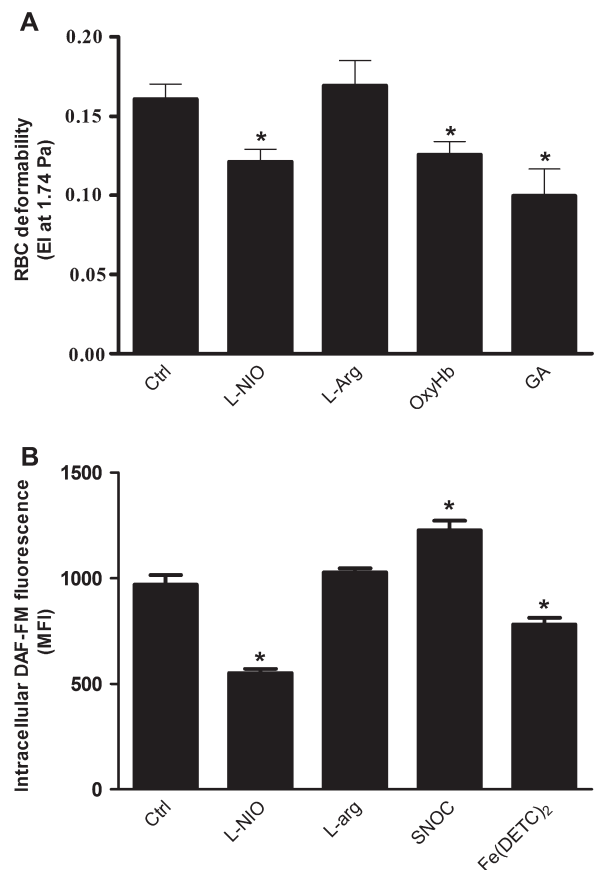 A
RBC deformability
(EI at 1.74 Pa)
0.20
0.15
0.10
0.05
0.00
*
*
*
Ctrl
L-NIO
L-Arg
OxyHb
GA
B
Intracellular DAF-FM fluorescence
(MFI)
1500
1000
500
0
*
*
*
Ctrl
L-NIO
L-arg
SNOC
Fe(DETC)₂